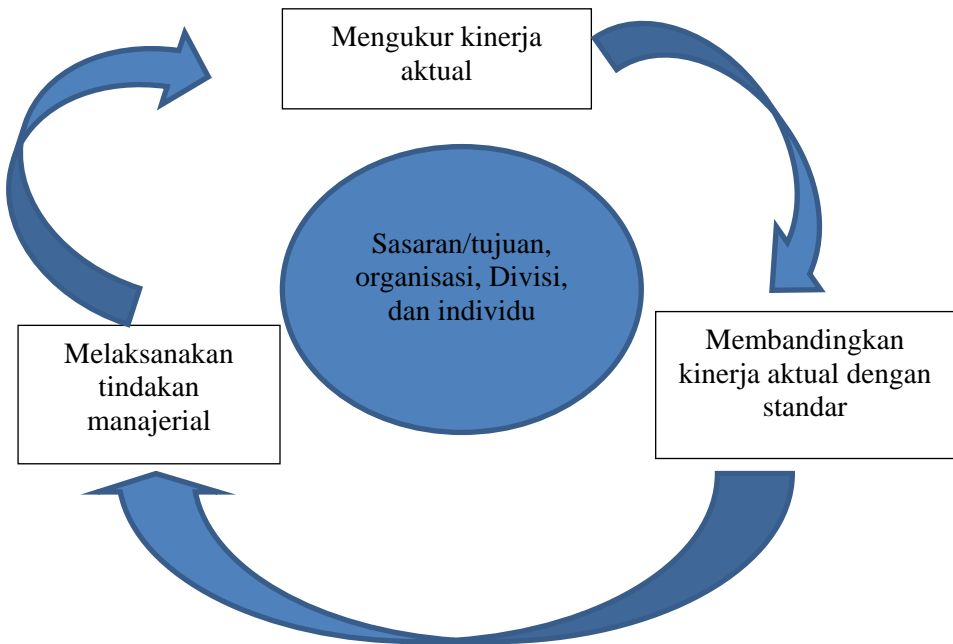 Mengukur kinerja
aktual
Sasaran/tujuan,
organisasi, Divisi,
dan individu
Membandingkan
kinerja aktual dengan
standar
Melaksanakan
tindakan
manajerial